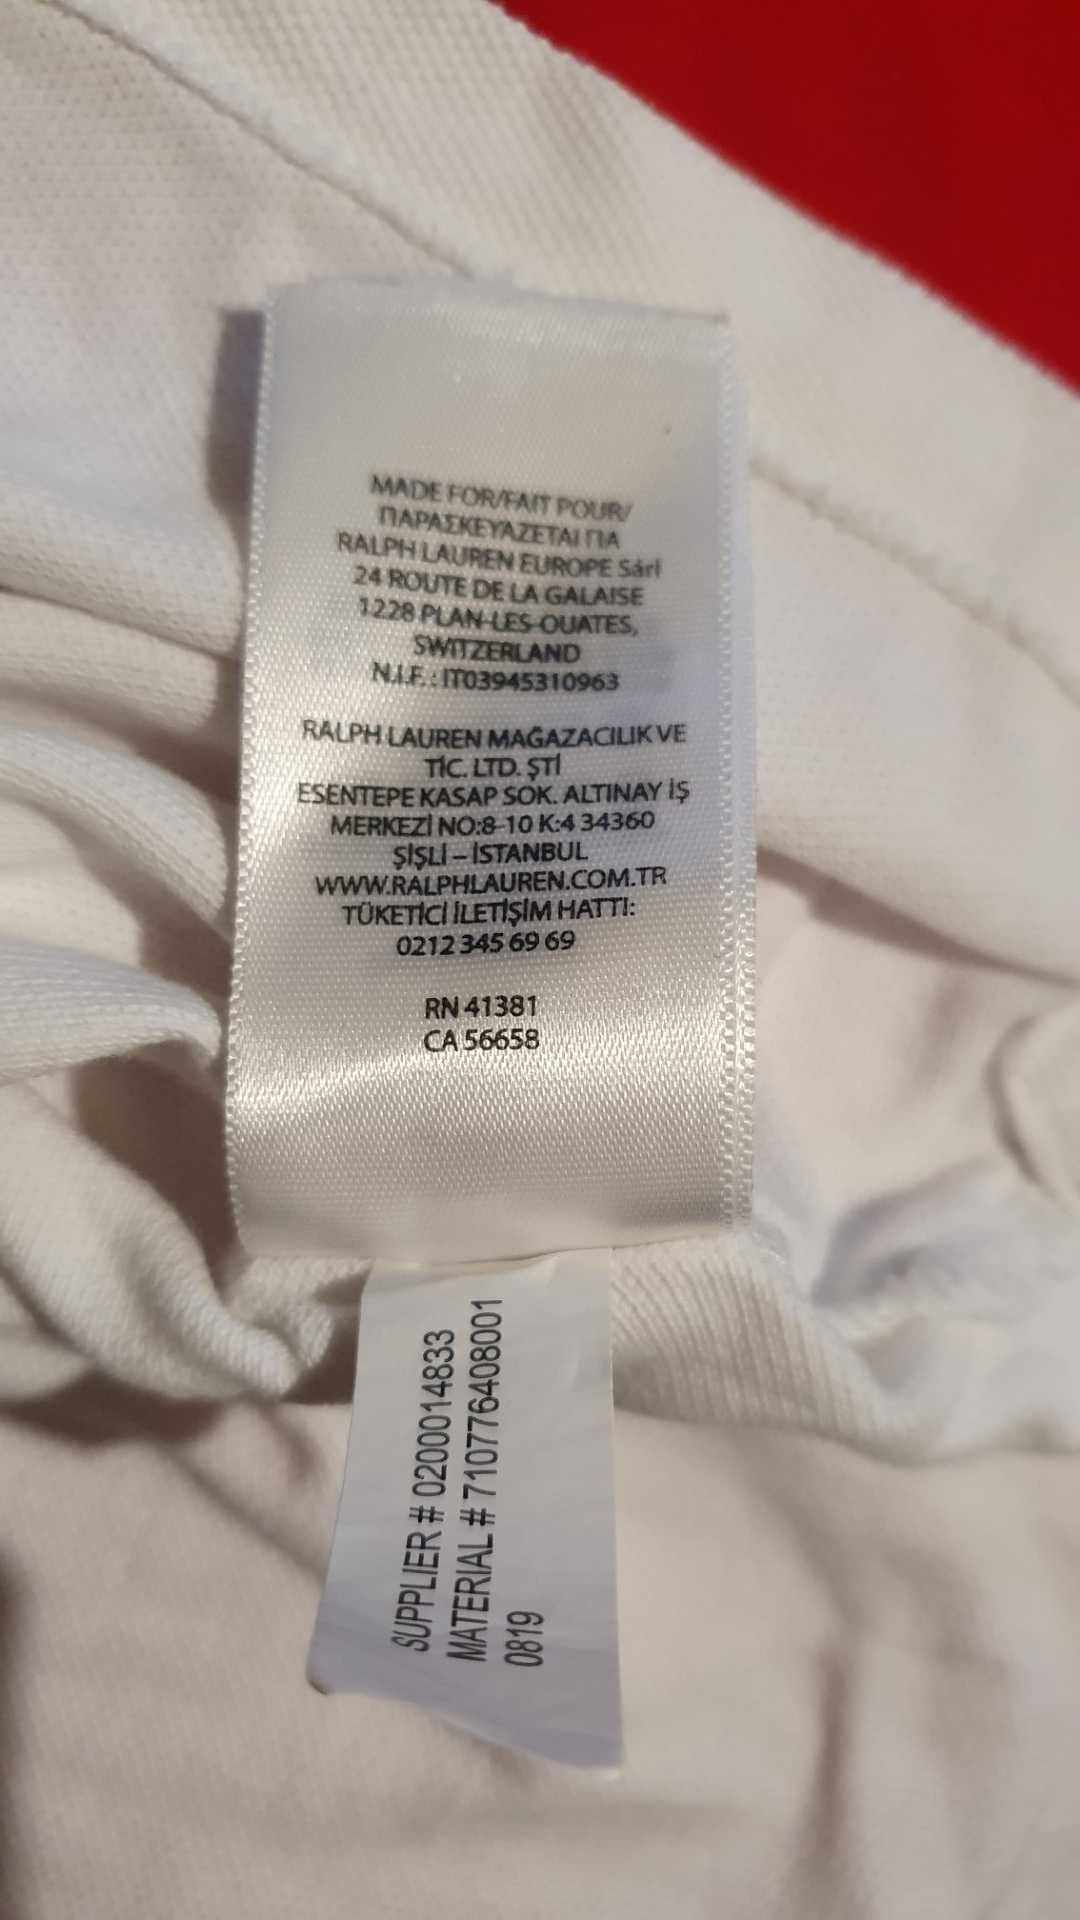 MADE FOR/FAIT POUR/
ΠΑΡΑΣΚΕΥΑΖΕΤΑΙ ΓΙΑ
RALPH LAUREN EUROPE Sárl
24 ROUTE DE LA GALAISE
1228 PLAN-LES-OUATES,
SWITZERLAND
N.I.F. : IT03945310963
RALPH LAUREN MAĞAZACILIK VE
TİC. LTD. ŞTİ
ESENTEPE KASAP SOK. ALTINAY İŞ
MERKEZİ NO:8-10 K:4 34360
ŞİŞLİ – İSTANBUL
WWW.RALPHLAUREN.COM.TR
TÜKETİCİ İLETİŞİM HATTI:
0212 345 69 69
RN 41381
CA 56658
SUPPLIER # 0200014833
MATERIAL # 710776408001
0819